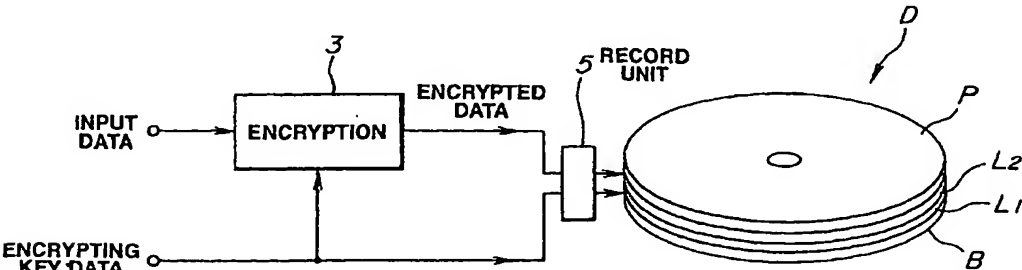 3
ENCRYPTION
INPUT
DATA
ENCRYPTED
DATA
5
RECORD
UNIT
D
P
L2
L1
B
ENCRYPTING
KEY DATA